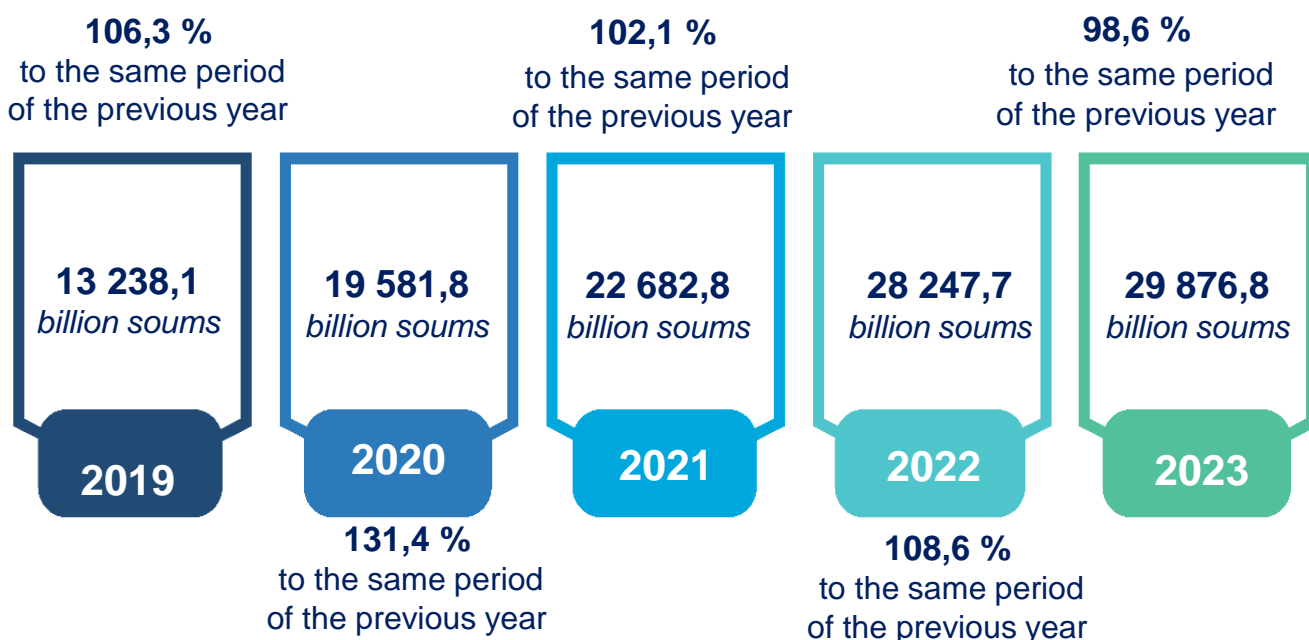 106,3 %
to the same period
of the previous year
102,1 %
to the same period
of the previous year
98,6 %
to the same period
of the previous year
13 238,1
billion soums
19 581,8
billion soums
22 682,8
billion soums
28 247,7
billion soums
29 876,8
billion soums
2019
2020
2021
2022
2023
131,4 %
to the same period
of the previous year
108,6 %
to the same period
of the previous year